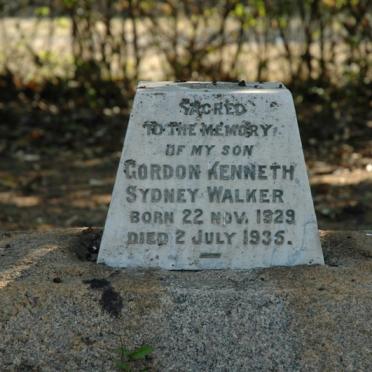 SACRED
TO THE MEMORY
OF MY SON
GORDON KENNETH
SYDNEY WALKER
BORN 22 NOV. 1929
DIED 2 JULY 1935.